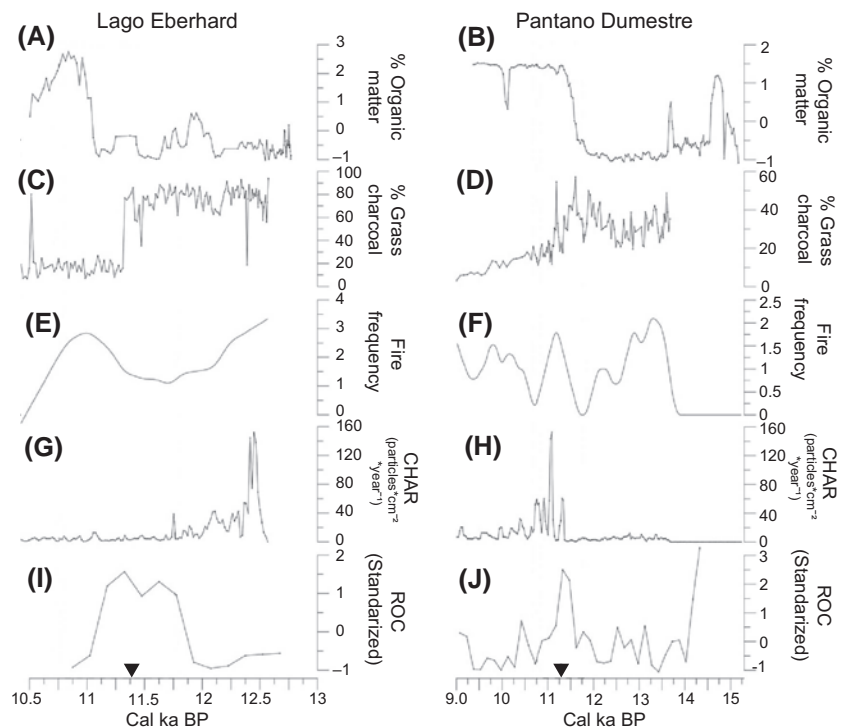 Lago Eberhard
Pantano Dumestre
(A)
3
2
1
0
−1
% Organic
matter
(B)
2
1
0
−1
% Organic
matter
(C)
100
80
60
40
20
0
% Grass
charcoal
(D)
60
40
20
0
% Grass
charcoal
(E)
4
3
2
1
0
Fire
frequency
(F)
2.5
2
1.5
1
0.5
0
Fire
frequency
(G)
160
120
80
40
0
CHAR
(particles*cm⁻²
*year⁻¹)
(H)
160
120
80
40
0
CHAR
(particles*cm⁻²
*year⁻¹)
(I)
2
1
0
−1
ROC
(Standarized)
(J)
3
2
1
0
-1
ROC
(Standarized)
10.5 11 11.5 12 12.5 13
Cal ka BP
9.0 10 11 12 13 14 15
Cal ka BP